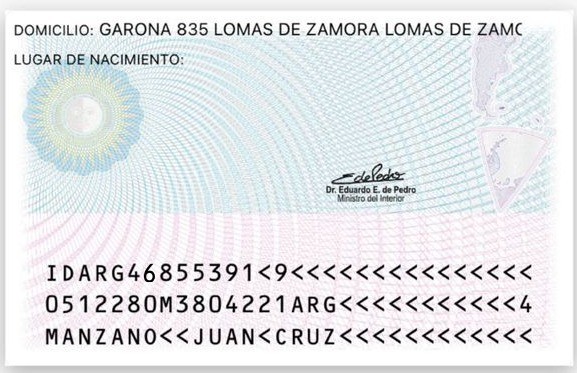 DOMICILIO: GARONA 835 LOMAS DE ZAMORA LOMAS DE ZAMO
LUGAR DE NACIMIENTO:
EdePedro
Dr. Eduardo E. de Pedro
Ministro del Interior
IDARG46855391<9<<<<<<<<<<<<<<<
0512280M3804221ARG<<<<<<<<<<<4
MANZANO<<JUAN<CRUZ<<<<<<<<<<<<